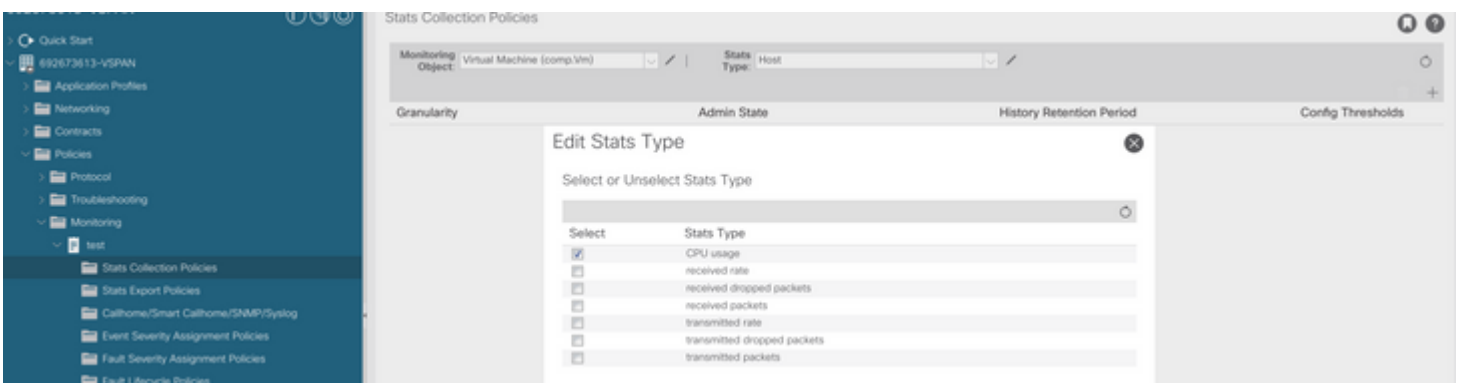 Quick Start
692673613-VSPAN
Application Profiles
Networking
Contracts
Policies
Protocol
Troubleshooting
Monitoring
test
Stats Collection Policies
Stats Export Policies
Callhome/Smart Callhome/SNMP/Syslog
Event Severity Assignment Policies
Fault Severity Assignment Policies
Fault Lifecycle Policies
Stats Collection Policies
Monitoring Object: Virtual Machine (comp.Vm) Stats Type: Host
Granularity Admin State History Retention Period Config Thresholds
Edit Stats Type
Select or Unselect Stats Type
Select Stats Type
CPU usage
received rate
received dropped packets
received packets
transmitted rate
transmitted dropped packets
transmitted packets